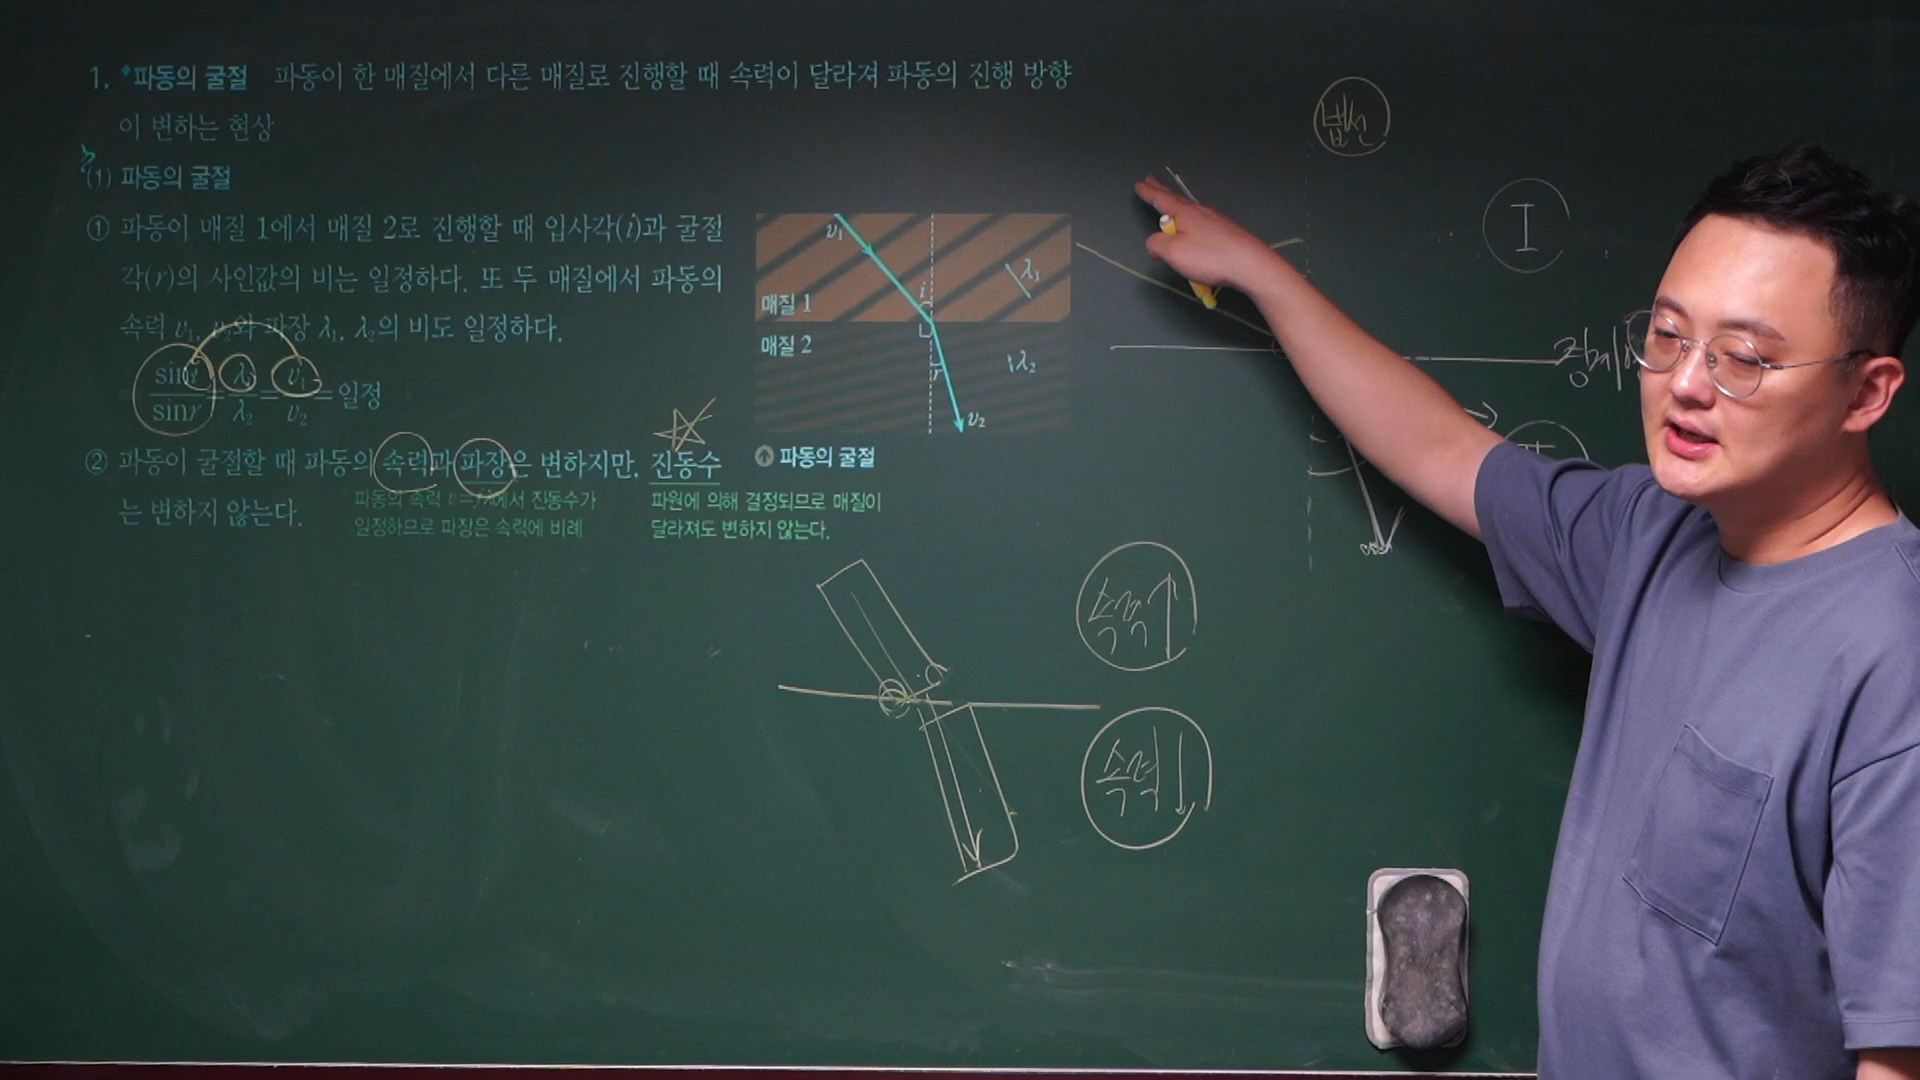 1. 파동의 굴절 파동이 한 매질에서 다른 매질로 진행할 때 속력이 달라져 파동의 진행 방향
이 변하는 현상
(1) 파동의 굴절
① 파동이 매질 1에서 매질 2로 진행할 때 입사각(i)과 굴절
각(r)의 사인값의 비는 일정하다. 또 두 매질에서 파동의
속력 v₁, v₂와 파장 λ₁, λ₂의 비도 일정하다.
sin i / sin r = λ₁ / λ₂ = v₁ / v₂ = 일정
② 파동이 굴절할 때 파동의 속력과 파장은 변하지만, 진동수
는 변하지 않는다.
파동의 속력 v=fλ에서 진동수가
일정하므로 파장은 속력에 비례
파원에 의해 결정되므로 매질이
달라져도 변하지 않는다.
v₁
i
λ₁
매질 1
매질 2
λ₂
r
v₂
파동의 굴절
법선
I
속력↑
속력↓